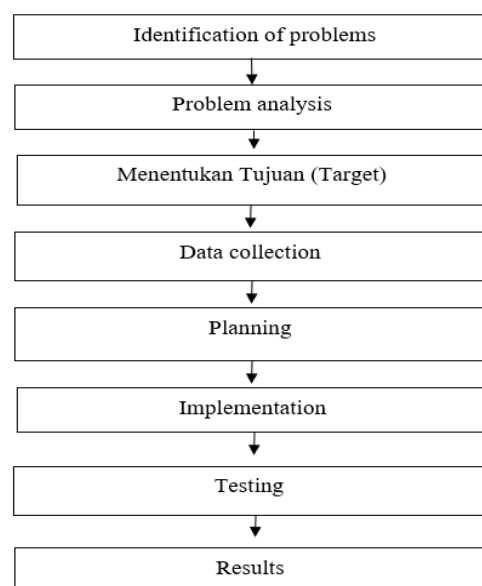 Identification of problems
Problem analysis
Menentukan Tujuan (Target)
Data collection
Planning
Implementation
Testing
Results